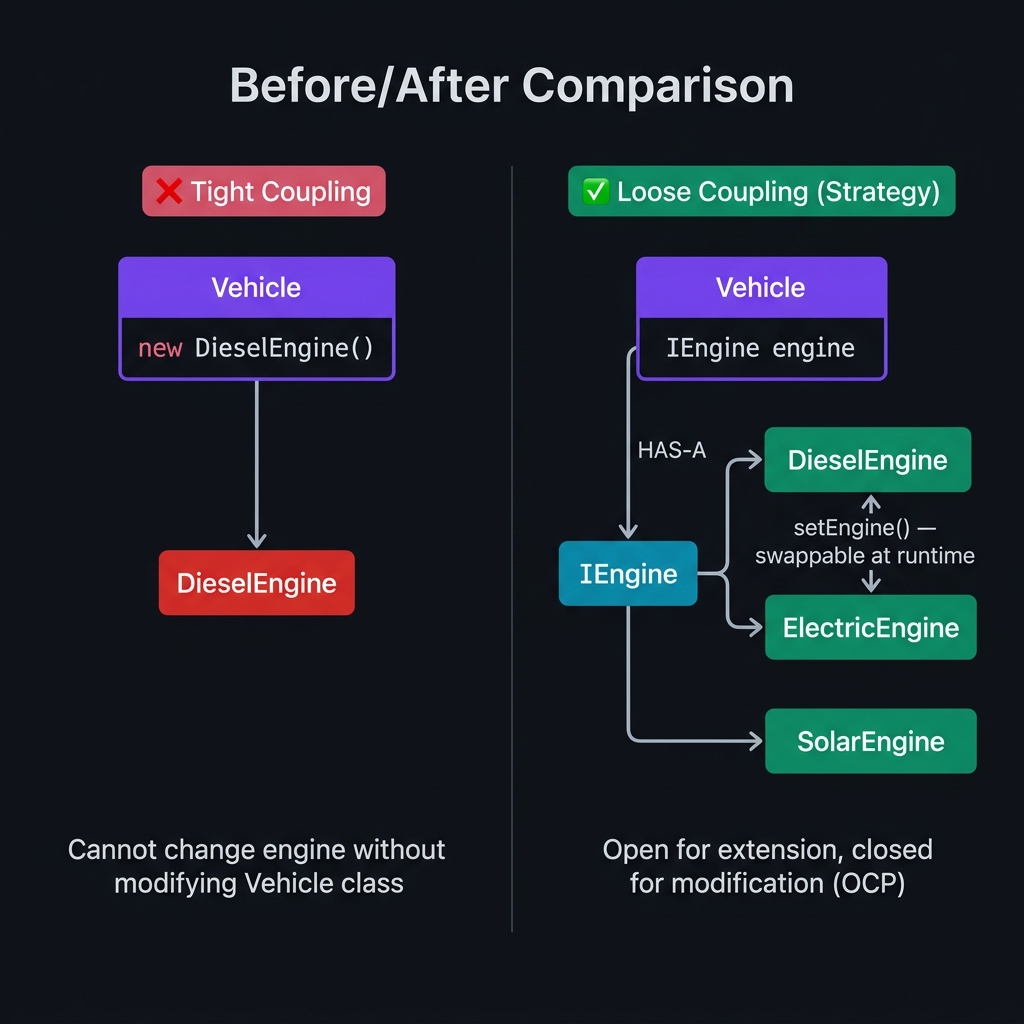 Before/After Comparison
❌ Tight Coupling
Vehicle
new DieselEngine()
DieselEngine
Cannot change engine without
modifying Vehicle class
✅ Loose Coupling (Strategy)
Vehicle
IEngine engine
HAS-A
DieselEngine
setEngine() —
swappable at runtime
IEngine
ElectricEngine
SolarEngine
Open for extension, closed
for modification (OCP)